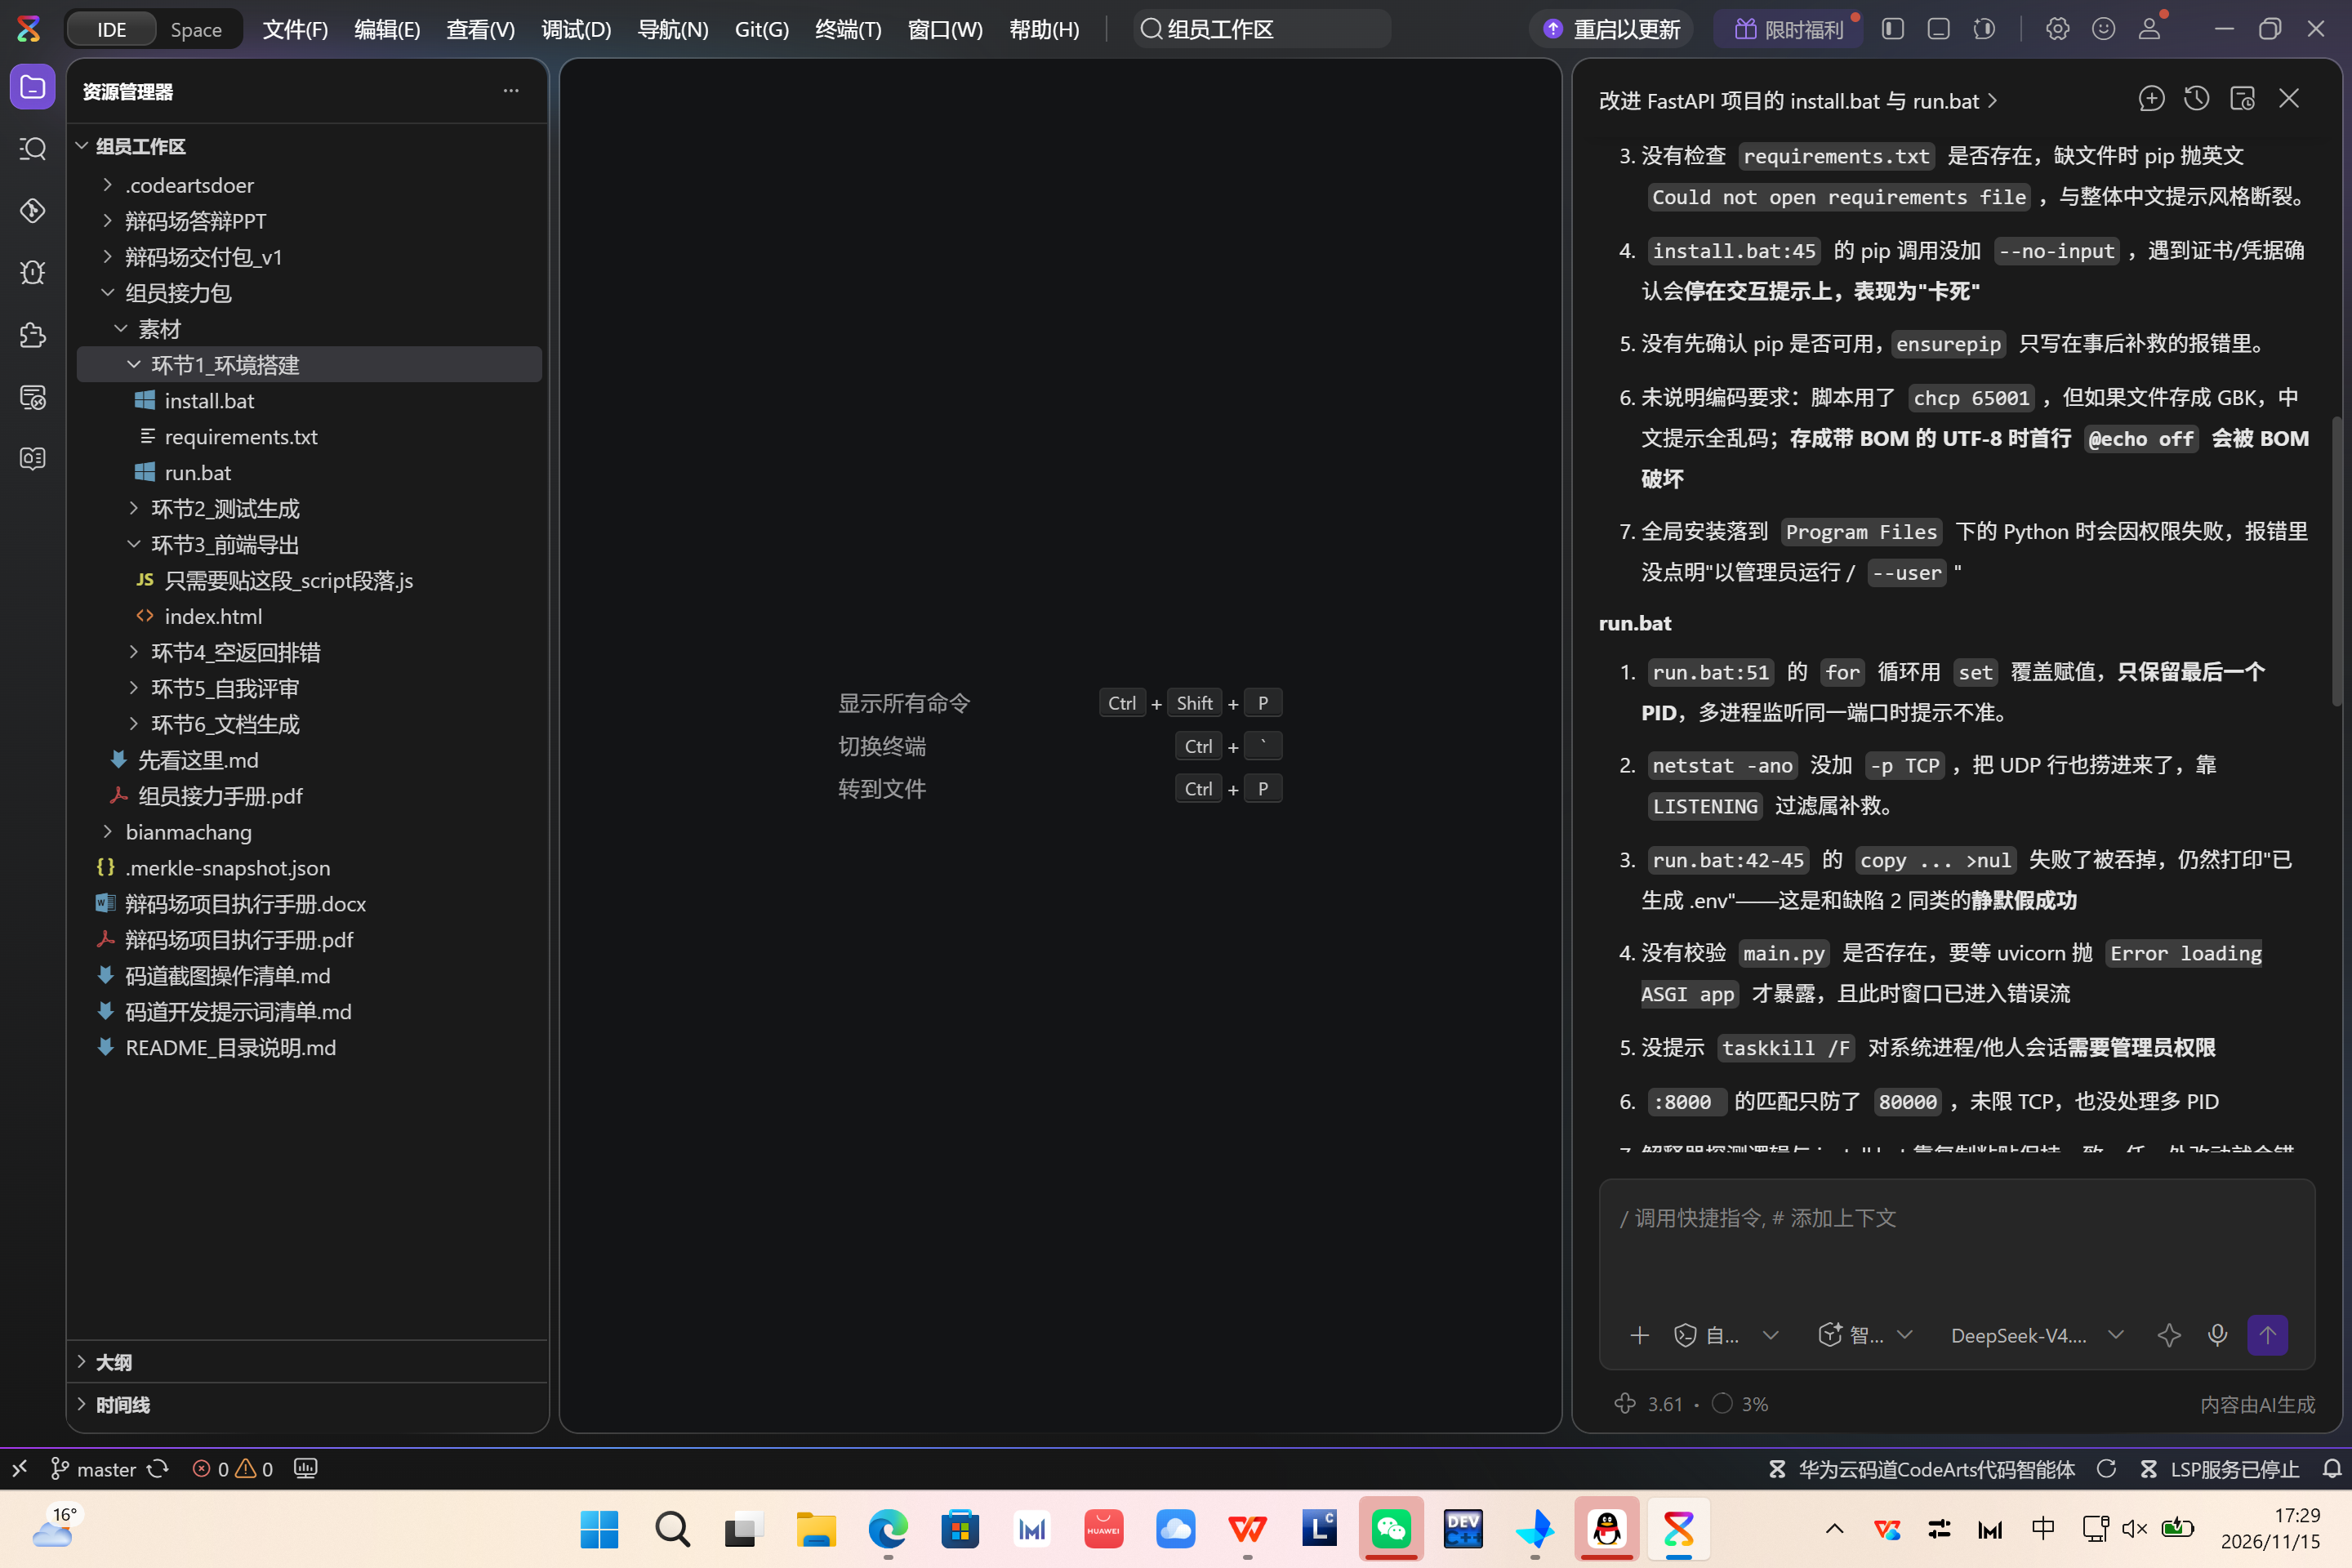 IDE
Space
文件(F)
编辑(E)
查看(V)
调试(D)
导航(N)
Git(G)
终端(T)
窗口(W)
帮助(H)
组员工作区
重启以更新
限时福利
资源管理器
组员工作区
.codeartsdoer
辩码场答辩PPT
辩码场交付包_v1
组员接力包
素材
环节1_环境搭建
install.bat
requirements.txt
run.bat
环节2_测试生成
环节3_前端导出
JS 只需要贴这段_script段落.js
index.html
环节4_空返回排错
环节5_自我评审
环节6_文档生成
先看这里.md
组员接力手册.pdf
bianmachang
.merkle-snapshot.json
辩码场项目执行手册.docx
辩码场项目执行手册.pdf
码道截图操作清单.md
码道开发提示词清单.md
README_目录说明.md
大纲
时间线
显示所有命令 Ctrl + Shift + P
切换终端 Ctrl + `
转到文件 Ctrl + P
改进 FastAPI 项目的 install.bat 与 run.bat
3. 没有检查 requirements.txt 是否存在，缺文件时 pip 抛英文
Could not open requirements file ，与整体中文提示风格断裂。
4. install.bat:45 的 pip 调用没加 --no-input ，遇到证书/凭据确
认会停在交互提示上，表现为"卡死"
5. 没有先确认 pip 是否可用，ensurepip 只写在事后补救的报错里。
6. 未说明编码要求：脚本用了 chcp 65001 ，但如果文件存成 GBK，中
文提示全乱码；存成带 BOM 的 UTF-8 时首行 @echo off 会被 BOM
破坏
7. 全局安装落到 Program Files 下的 Python 时会因权限失败，报错里
没点明"以管理员运行 / --user "
run.bat
1. run.bat:51 的 for 循环用 set 覆盖赋值，只保留最后一个
PID，多进程监听同一端口时提示不准。
2. netstat -ano 没加 -p TCP ，把 UDP 行也捞进来了，靠
LISTENING 过滤属补救。
3. run.bat:42-45 的 copy ... >nul 失败了被吞掉，仍然打印"已
生成 .env"——这是和缺陷 2 同类的静默假成功
4. 没有校验 main.py 是否存在，要等 uvicorn 抛 Error loading
ASGI app 才暴露，且此时窗口已进入错误流
5. 没提示 taskkill /F 对系统进程/他人会话需要管理员权限
6. :8000 的匹配只防了 80000 ，未限 TCP，也没处理多 PID
/ 调用快捷指令, # 添加上下文
自...
智...
DeepSeek-V4....
3.61 · 3%
内容由AI生成
master
0
0
华为云码道CodeArts代码智能体
LSP服务已停止
16°
HUAWEI
DEV C++
中
17:29
2026/11/15